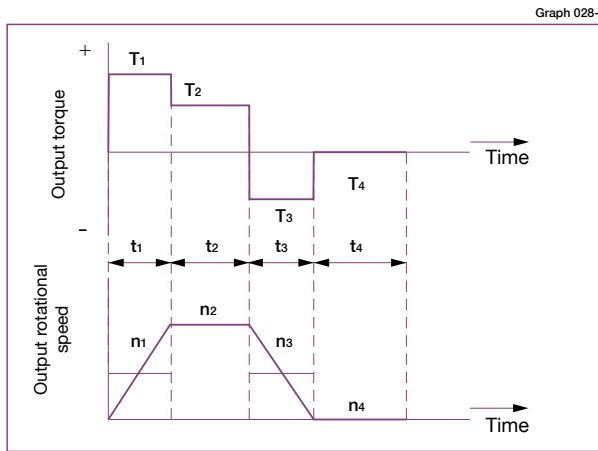 Graph 028-
+
T1
T2
Output torque
Time
T4
T3
–
t1 t2 t3 t4
n2
n1 n3
Output rotational
speed
n4
Time